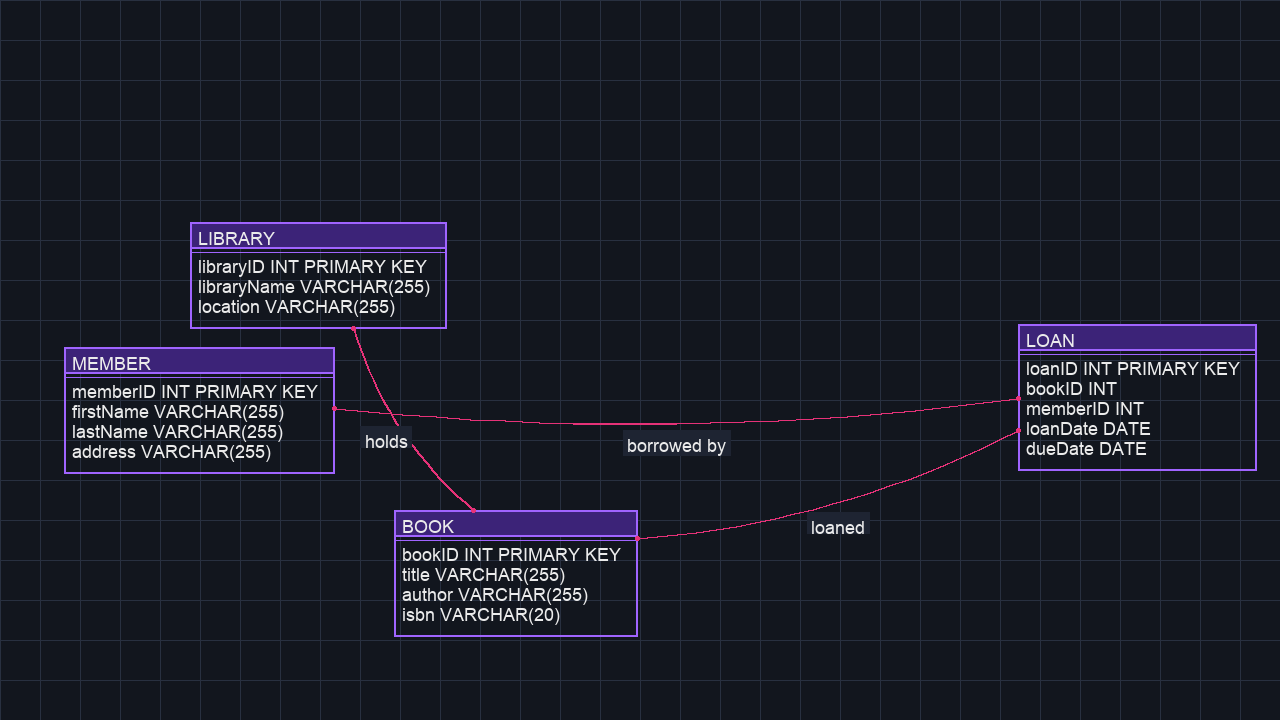 LIBRARY
libraryID INT PRIMARY KEY
libraryName VARCHAR(255)
location VARCHAR(255)
MEMBER
memberID INT PRIMARY KEY
firstName VARCHAR(255)
lastName VARCHAR(255)
address VARCHAR(255)
holds
borrowed by
LOAN
loanID INT PRIMARY KEY
bookID INT
memberID INT
loanDate DATE
dueDate DATE
loaned
BOOK
bookID INT PRIMARY KEY
title VARCHAR(255)
author VARCHAR(255)
isbn VARCHAR(20)